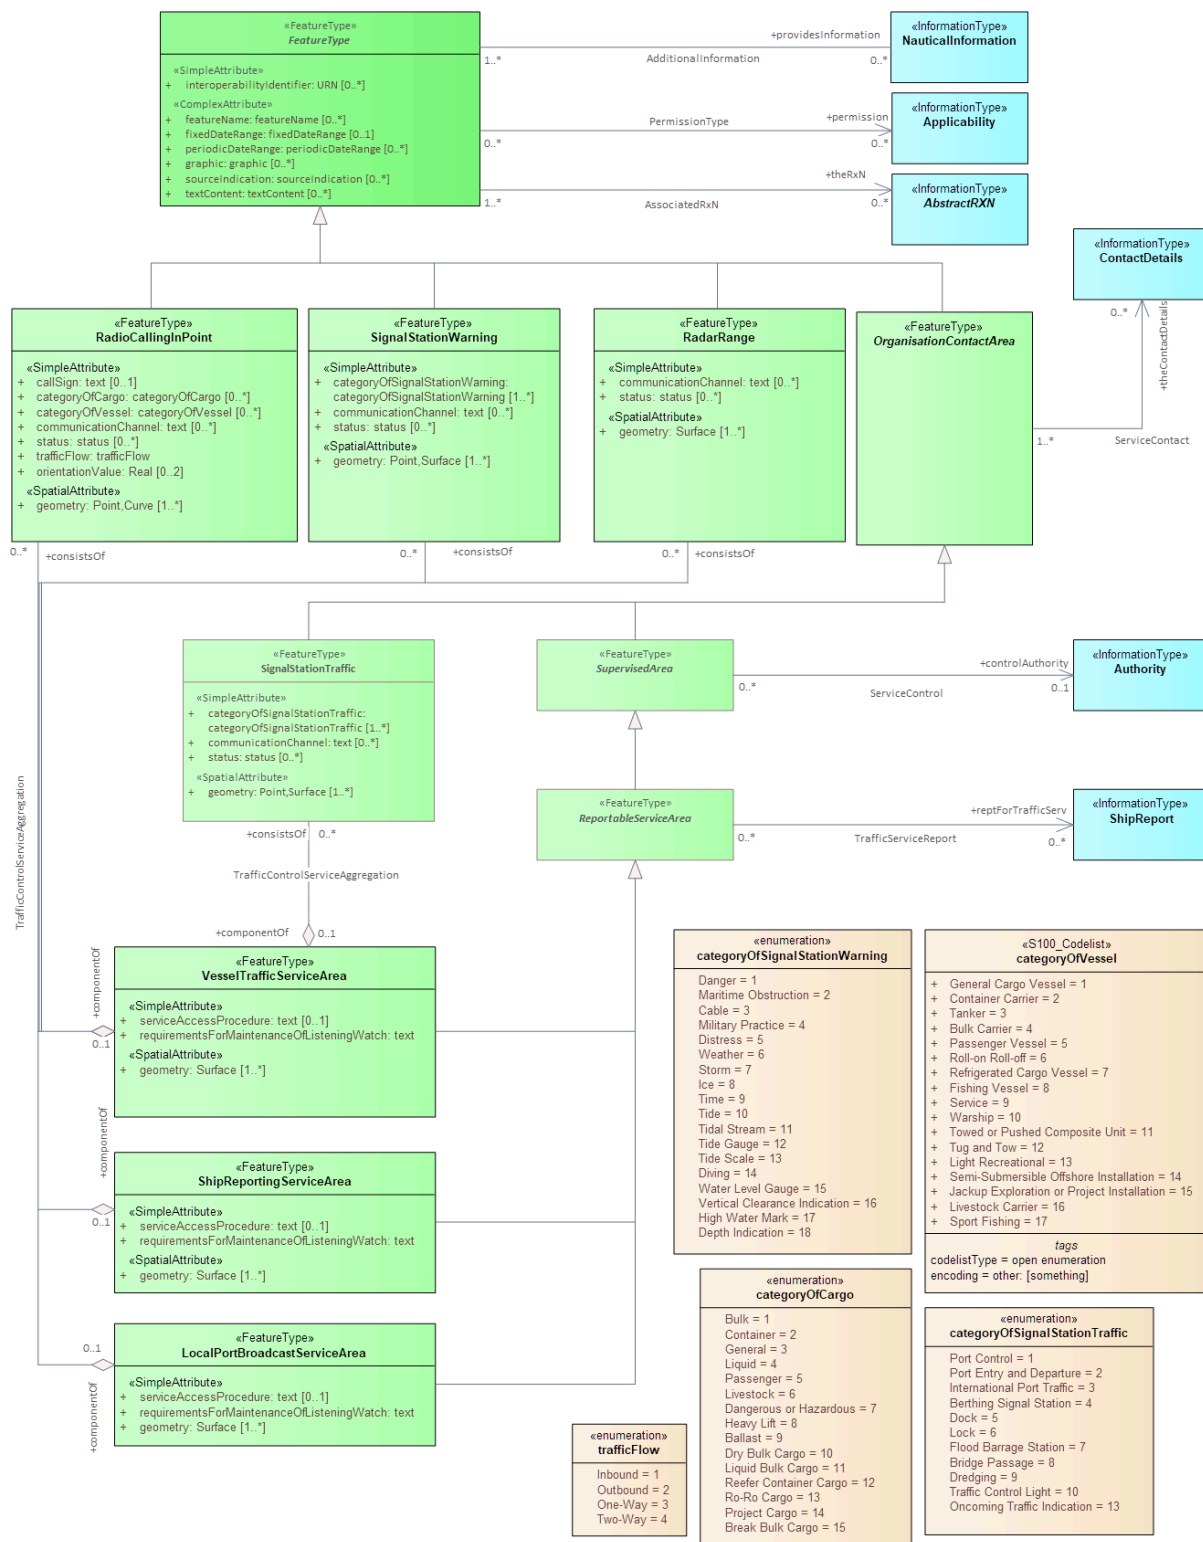 «FeatureType»
FeatureType
«SimpleAttribute»
+ interoperabilityIdentifier: URN [0..*]
«ComplexAttribute»
+ featureName: featureName [0..*]
+ fixedDateRange: fixedDateRange [0..1]
+ periodicDateRange: periodicDateRange [0..*]
+ graphic: graphic [0..*]
+ sourceIndication: sourceIndication [0..*]
+ textContent: textContent [0..*]
+providesInformation
1..*
AdditionalInformation
0..*
«InformationType»
NauticalInformation
PermissionType
+permission
0..*
0..*
«InformationType»
Applicability
+theRxN
1..*
AssociatedRxN
0..*
«InformationType»
AbstractRXN
«InformationType»
ContactDetails
0..*
+theContactDetails
1..*
ServiceContact
«FeatureType»
RadioCallingInPoint
«SimpleAttribute»
+ callSign: text [0..1]
+ categoryOfCargo: categoryOfCargo [0..*]
+ categoryOfVessel: categoryOfVessel [0..*]
+ communicationChannel: text [0..*]
+ status: status [0..*]
+ trafficFlow: trafficFlow
+ orientationValue: Real [0..2]
«SpatialAttribute»
+ geometry: Point,Curve [1..*]
«FeatureType»
SignalStationWarning
«SimpleAttribute»
+ categoryOfSignalStationWarning:
categoryOfSignalStationWarning [1..*]
+ communicationChannel: text [0..*]
+ status: status [0..*]
«SpatialAttribute»
+ geometry: Point,Surface [1..*]
«FeatureType»
RadarRange
«SimpleAttribute»
+ communicationChannel: text [0..*]
+ status: status [0..*]
«SpatialAttribute»
+ geometry: Surface [1..*]
«FeatureType»
OrganisationContactArea
0..*
+consistsOf
0..*
+consistsOf
0..*
+consistsOf
«FeatureType»
SignalStationTraffic
«SimpleAttribute»
+ categoryOfSignalStationTraffic:
categoryOfSignalStationTraffic [1..*]
+ communicationChannel: text [0..*]
+ status: status [0..*]
«SpatialAttribute»
+ geometry: Point,Surface [1..*]
«FeatureType»
SupervisedArea
+controlAuthority
0..*
ServiceControl
0..1
«InformationType»
Authority
«FeatureType»
ReportableServiceArea
+reptForTrafficServ
0..*
TrafficServiceReport
0..*
«InformationType»
ShipReport
TrafficControlServiceAggregation
+consistsOf
0..*
TrafficControlServiceAggregation
+componentOf
0..1
+componentOf
0..1
«FeatureType»
VesselTrafficServiceArea
«SimpleAttribute»
+ serviceAccessProcedure: text [0..1]
+ requirementsForMaintenanceOfListeningWatch: text
«SpatialAttribute»
+ geometry: Surface [1..*]
+componentOf
0..1
«FeatureType»
ShipReportingServiceArea
«SimpleAttribute»
+ serviceAccessProcedure: text [0..1]
+ requirementsForMaintenanceOfListeningWatch: text
«SpatialAttribute»
+ geometry: Surface [1..*]
0..1
+componentOf
«FeatureType»
LocalPortBroadcastServiceArea
«SimpleAttribute»
+ serviceAccessProcedure: text [0..1]
+ requirementsForMaintenanceOfListeningWatch: text
+ geometry: Surface [1..*]
«enumeration»
categoryOfSignalStationWarning
Danger = 1
Maritime Obstruction = 2
Cable = 3
Military Practice = 4
Distress = 5
Weather = 6
Storm = 7
Ice = 8
Time = 9
Tide = 10
Tidal Stream = 11
Tide Gauge = 12
Tide Scale = 13
Diving = 14
Water Level Gauge = 15
Vertical Clearance Indication = 16
High Water Mark = 17
Depth Indication = 18
«S100_Codelist»
categoryOfVessel
+ General Cargo Vessel = 1
+ Container Carrier = 2
+ Tanker = 3
+ Bulk Carrier = 4
+ Passenger Vessel = 5
+ Roll-on Roll-off = 6
+ Refrigerated Cargo Vessel = 7
+ Fishing Vessel = 8
+ Service = 9
+ Warship = 10
+ Towed or Pushed Composite Unit = 11
+ Tug and Tow = 12
+ Light Recreational = 13
+ Semi-Submersible Offshore Installation = 14
+ Jackup Exploration or Project Installation = 15
+ Livestock Carrier = 16
+ Sport Fishing = 17
tags
codelistType = open enumeration
encoding = other: [something]
«enumeration»
categoryOfCargo
Bulk = 1
Container = 2
General = 3
Liquid = 4
Passenger = 5
Livestock = 6
Dangerous or Hazardous = 7
Heavy Lift = 8
Ballast = 9
Dry Bulk Cargo = 10
Liquid Bulk Cargo = 11
Reefer Container Cargo = 12
Ro-Ro Cargo = 13
Project Cargo = 14
Break Bulk Cargo = 15
«enumeration»
categoryOfSignalStationTraffic
Port Control = 1
Port Entry and Departure = 2
International Port Traffic = 3
Berthing Signal Station = 4
Dock = 5
Lock = 6
Flood Barrage Station = 7
Bridge Passage = 8
Dredging = 9
Traffic Control Light = 10
Oncoming Traffic Indication = 13
«enumeration»
trafficFlow
Inbound = 1
Outbound = 2
One-Way = 3
Two-Way = 4